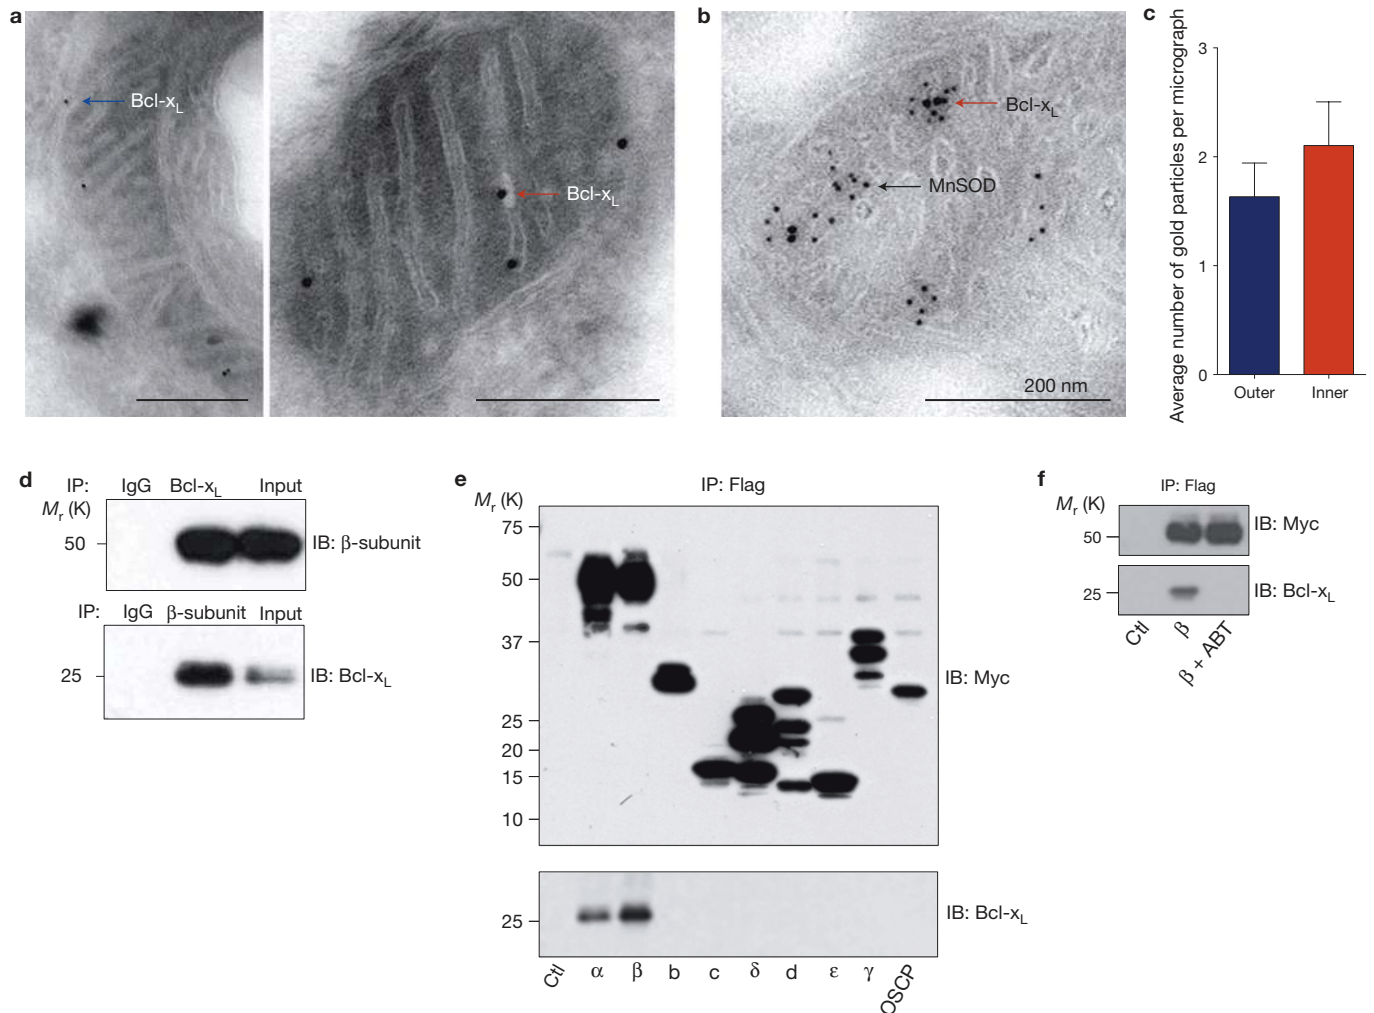 a
Bcl-xL
Bcl-xL
b
Bcl-xL
MnSOD
200 nm
c
Average number of gold particles per micrograph
3
2
1
0
Outer Inner
d
IP: IgG Bcl-xL Input
Mr (K)
50
IB: β-subunit
IP: IgG β-subunit Input
25
IB: Bcl-xL
e
IP: Flag
Mr (K)
75
50
37
25
20
15
10
IB: Myc
25
IB: Bcl-xL
Ctl α β b c δ d ε γ OSCP
f
IP: Flag
Mr (K)
50
IB: Myc
25
IB: Bcl-xL
Ctl β β + ABT